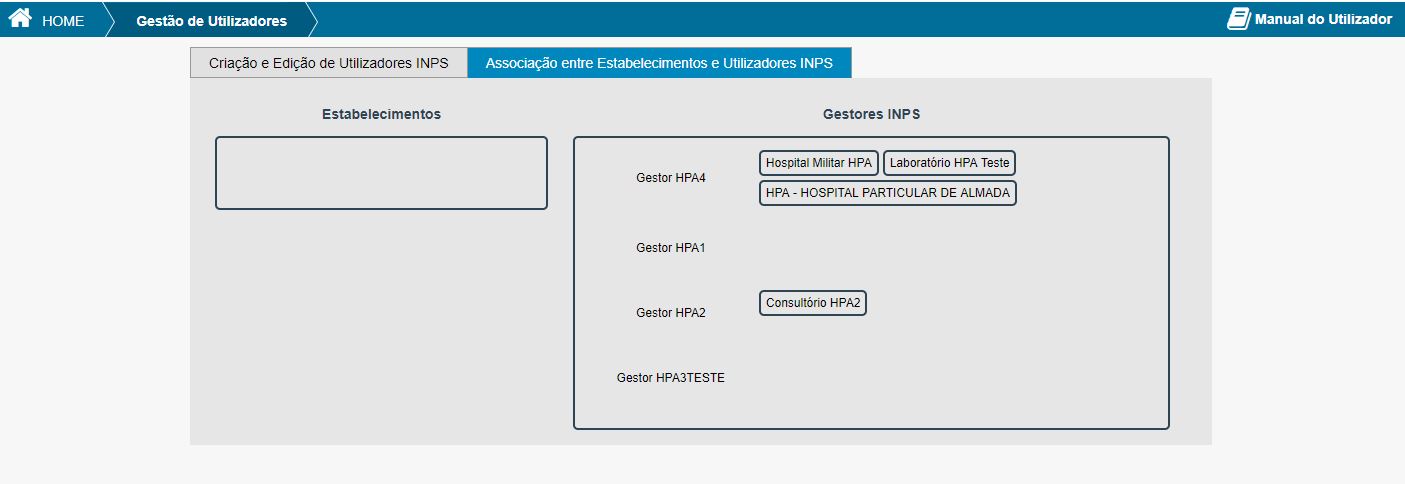 HOME
Gestão de Utilizadores
Manual do Utilizador
Criação e Edição de Utilizadores INPS
Associação entre Estabelecimentos e Utilizadores INPS
Estabelecimentos
Gestores INPS
Gestor HPA4
Hospital Militar HPA
Laboratório HPA Teste
HPA - HOSPITAL PARTICULAR DE ALMADA
Gestor HPA1
Gestor HPA2
Consultório HPA2
Gestor HPA3TESTE